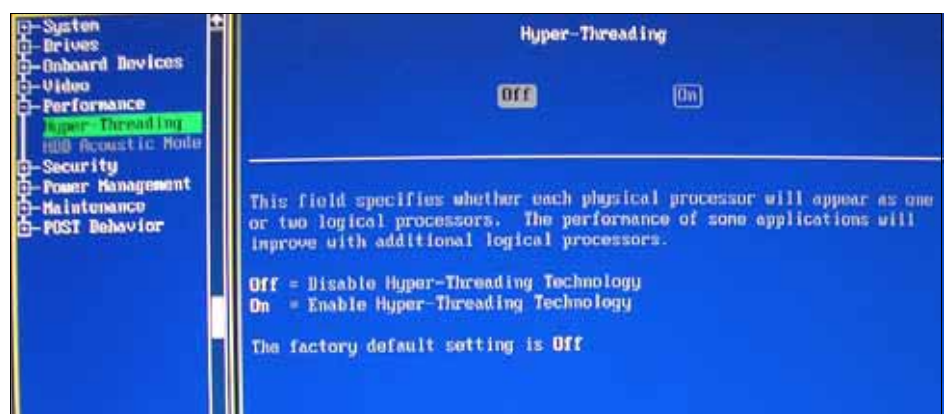 System
Drives
Onboard Devices
Video
Performance
Hyper-Threading
HDD Acoustic Mode
Security
Power Management
Maintenance
POST Behavior
Hyper-Threading
Off
On
This field specifies whether each physical processor will appear as one
or two logical processors. The performance of some applications will
improve with additional logical processors.
Off = Disable Hyper-Threading Technology
On = Enable Hyper-Threading Technology
The factory default setting is Off